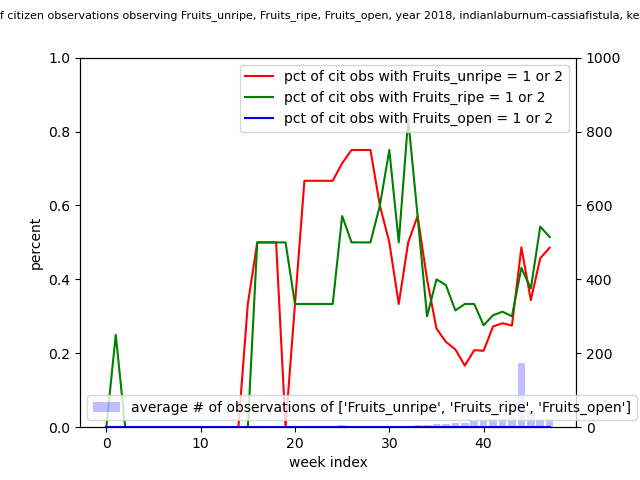 f citizen observations observing Fruits_unripe, Fruits_ripe, Fruits_open, year 2018, indianlaburnum-cassiafistula, ke
pct of cit obs with Fruits_unripe = 1 or 2
pct of cit obs with Fruits_ripe = 1 or 2
pct of cit obs with Fruits_open = 1 or 2
percent
1.0
0.8
0.6
0.4
0.2
0.0
1000
800
600
400
200
0
average # of observations of ['Fruits_unripe', 'Fruits_ripe', 'Fruits_open']
0 10 20 30 40
week index